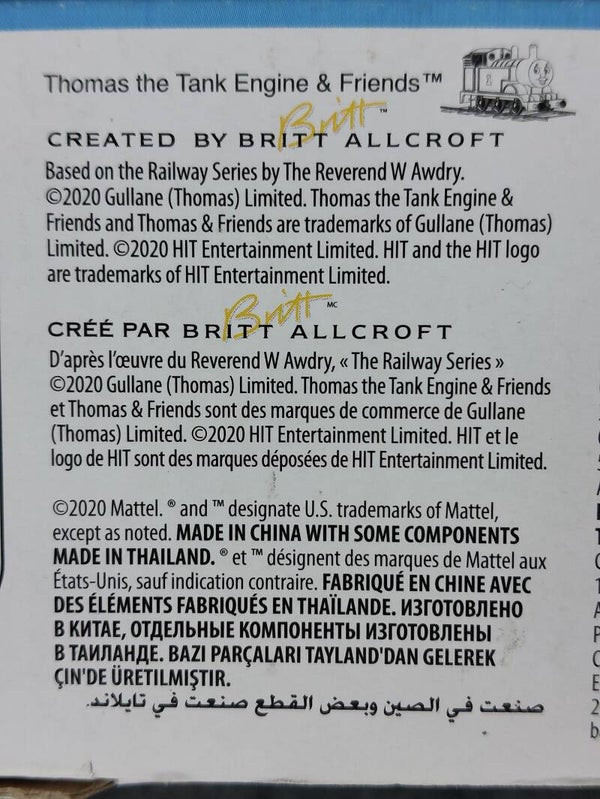 Thomas the Tank Engine & Friends™
Britt™
CREATED BY BRITT ALLCROFT
Based on the Railway Series by The Reverend W Awdry.
©2020 Gullane (Thomas) Limited. Thomas the Tank Engine &
Friends and Thomas & Friends are trademarks of Gullane (Thomas)
Limited. ©2020 HIT Entertainment Limited. HIT and the HIT logo
are trademarks of HIT Entertainment Limited.
Britt MC
CRÉÉ PAR BRITT ALLCROFT
D'après l'œuvre du Reverend W Awdry, « The Railway Series »
©2020 Gullane (Thomas) Limited. Thomas the Tank Engine & Friends
et Thomas & Friends sont des marques de commerce de Gullane
(Thomas) Limited. ©2020 HIT Entertainment Limited. HIT et le
logo de HIT sont des marques déposées de HIT Entertainment Limited.
©2020 Mattel. ® and ™ designate U.S. trademarks of Mattel,
except as noted. MADE IN CHINA WITH SOME COMPONENTS
MADE IN THAILAND. ® et ™ désignent des marques de Mattel aux
États-Unis, sauf indication contraire. FABRIQUÉ EN CHINE AVEC
DES ÉLÉMENTS FABRIQUÉS EN THAÏLANDE. ИЗГОТОВЛЕНО
В КИТАЕ, ОТДЕЛЬНЫЕ КОМПОНЕНТЫ ИЗГОТОВЛЕНЫ
В ТАИЛАНДЕ. BAZI PARÇALARI TAYLAND'DAN GELEREK
ÇIN'DE ÜRETILMIŞTIR.
صنعت في الصين وبعض القطع صنعت في تايلاند.